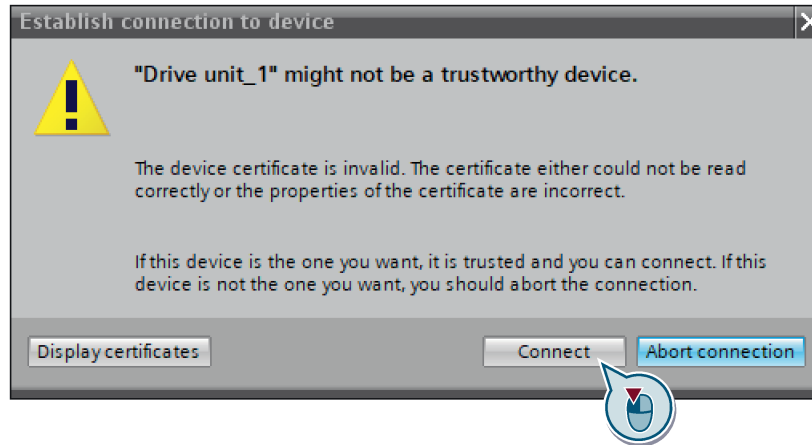 Establish connection to device
"Drive unit_1" might not be a trustworthy device.
The device certificate is invalid. The certificate either could not be read
correctly or the properties of the certificate are incorrect.
If this device is the one you want, it is trusted and you can connect. If this
device is not the one you want, you should abort the connection.
Display certificates
Connect
Abort connection